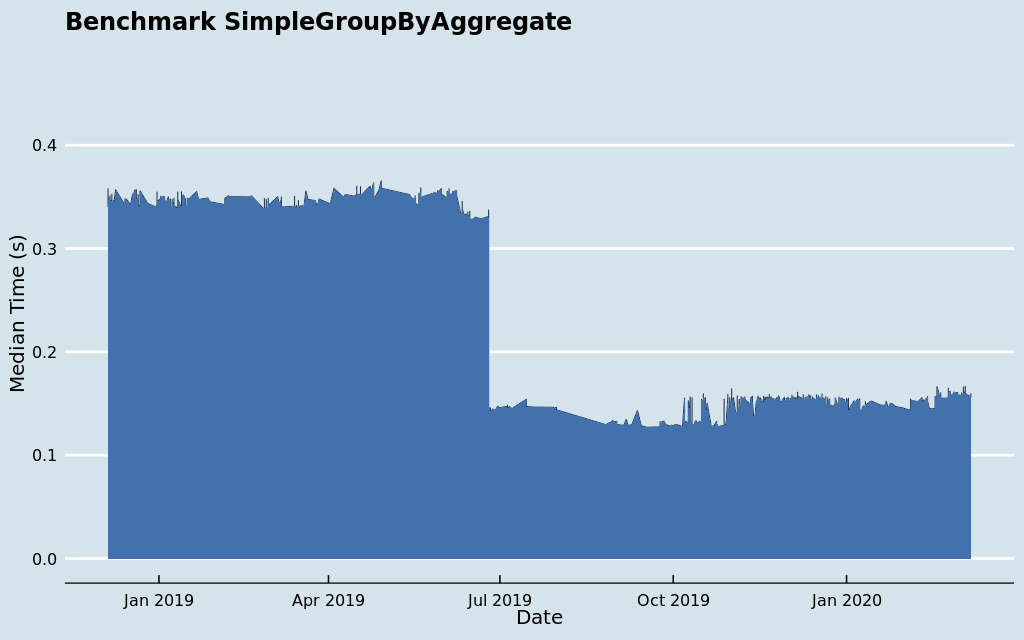 Benchmark SimpleGroupByAggregate
Median Time (s)
0.4
0.3
0.2
0.1
0.0
Jan 2019
Apr 2019
Jul 2019
Oct 2019
Jan 2020
Date